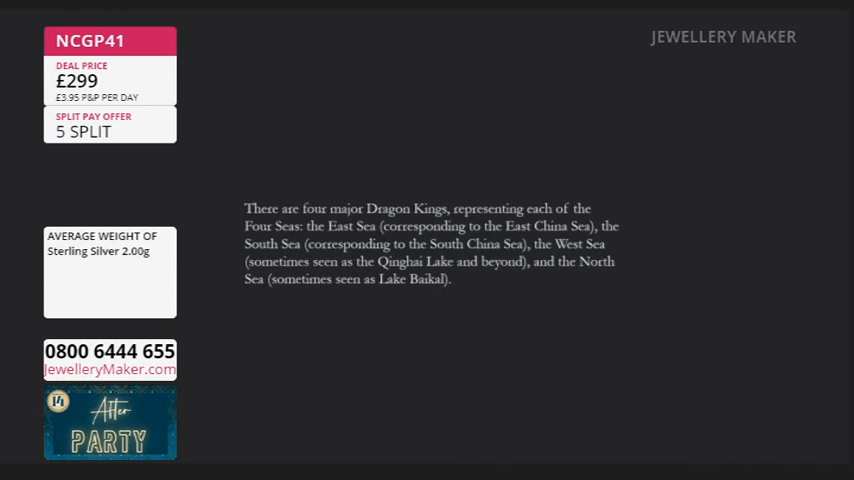 NCGP41
DEAL PRICE
£299
£3.95 P&P PER DAY
SPLIT PAY OFFER
5 SPLIT
JEWELLERY MAKER
There are four major Dragon Kings, representing each of the
Four Seas: the East Sea (corresponding to the East China Sea), the
South Sea (corresponding to the South China Sea), the West Sea
(sometimes seen as the Qinghai Lake and beyond), and the North
Sea (sometimes seen as Lake Baikal).
AVERAGE WEIGHT OF
Sterling Silver 2.00g
0800 6444 655
JewelleryMaker.com
14
After
PARTY